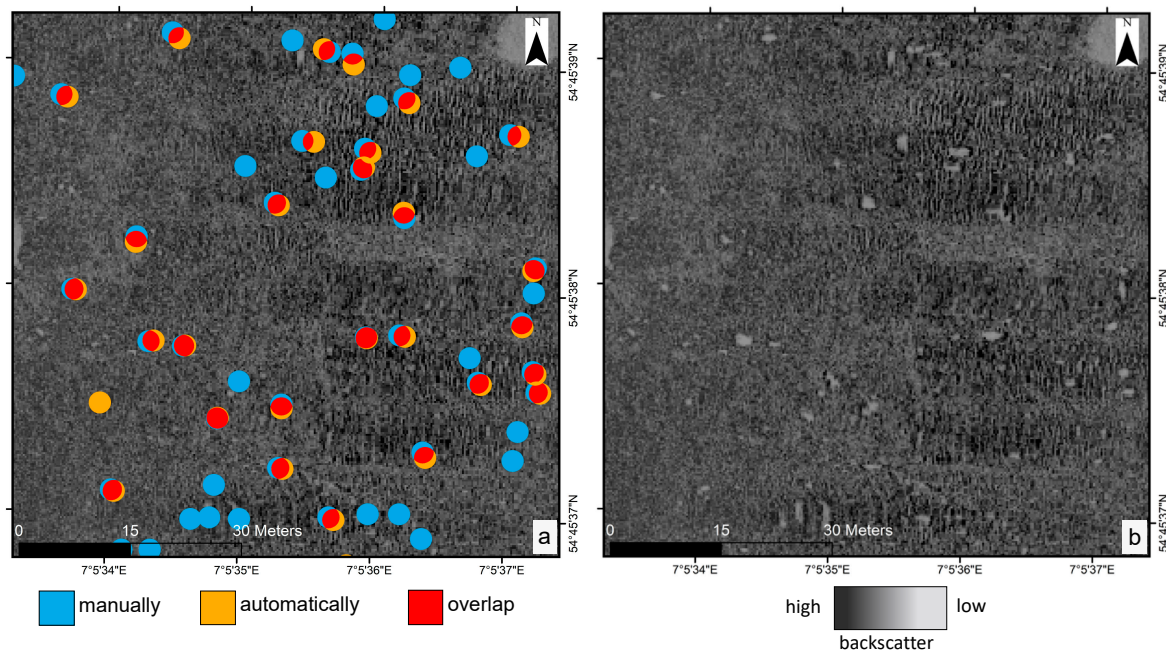 N
54°45'39"N
54°45'38"N
54°45'37"N
0 15 30 Meters
a
7°5'34"E 7°5'35"E 7°5'36"E 7°5'37"E
manually automatically overlap
N
54°45'39"N
54°45'38"N
54°45'37"N
0 15 30 Meters
b
7°5'34"E 7°5'35"E 7°5'36"E 7°5'37"E
high low
backscatter